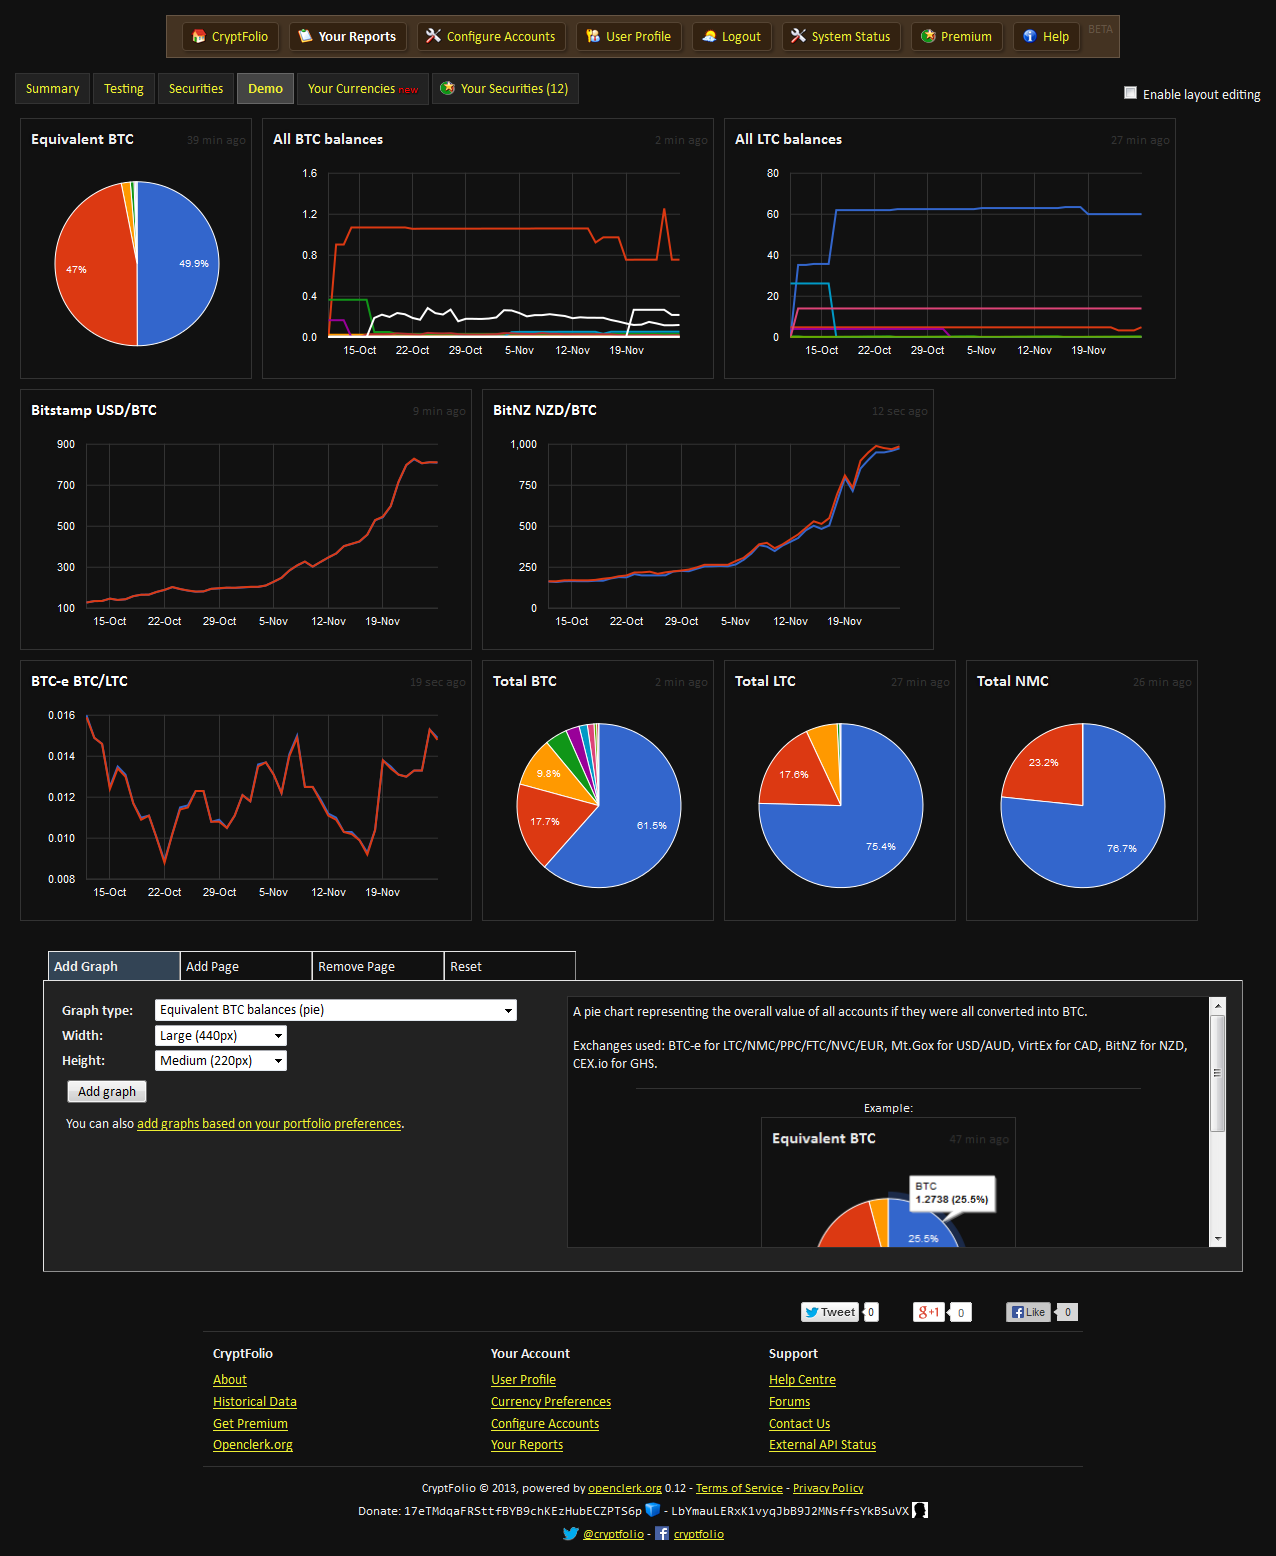 CryptFolio Your Reports Configure Accounts User Profile Logout System Status Premium Help BETA
Summary Testing Securities Demo Your Currencies new Your Securities (12)
Enable layout editing
Equivalent BTC 39 min ago
47%
49.9%
All BTC balances 2 min ago
1.6
1.2
0.8
0.4
0.0
15-Oct 22-Oct 29-Oct 5-Nov 12-Nov 19-Nov
All LTC balances 27 min ago
80
60
40
20
0
15-Oct 22-Oct 29-Oct 5-Nov 12-Nov 19-Nov
Bitstamp USD/BTC 9 min ago
900
700
500
300
100
15-Oct 22-Oct 29-Oct 5-Nov 12-Nov 19-Nov
BitNZ NZD/BTC 12 sec ago
1,000
750
500
250
0
15-Oct 22-Oct 29-Oct 5-Nov 12-Nov 19-Nov
BTC-e BTC/LTC 19 sec ago
0.016
0.014
0.012
0.010
0.008
15-Oct 22-Oct 29-Oct 5-Nov 12-Nov 19-Nov
Total BTC 2 min ago
9.8%
17.7%
61.5%
Total LTC 27 min ago
17.6%
75.4%
Total NMC 26 min ago
23.2%
76.7%
Add Graph Add Page Remove Page Reset
Graph type: Equivalent BTC balances (pie)
Width: Large (440px)
Height: Medium (220px)
Add graph
You can also add graphs based on your portfolio preferences.
A pie chart representing the overall value of all accounts if they were all converted into BTC.
Exchanges used: BTC-e for LTC/NMC/PPC/FTC/NVC/EUR, Mt.Gox for USD/AUD, VirtEx for CAD, BitNZ for NZD,
CEX.io for GHS.
Example:
Equivalent BTC 47 min ago
BTC
1.2738 (25.5%)
25.5%
Tweet 0 g+1 0 Like 0
CryptFolio
About
Historical Data
Get Premium
Openclerk.org
Your Account
User Profile
Currency Preferences
Configure Accounts
Your Reports
Support
Help Centre
Forums
Contact Us
External API Status
CryptFolio © 2013, powered by openclerk.org 0.12 - Terms of Service - Privacy Policy
Donate: 17eTMdqaFRSttfBYB9chKEzHubECZPTS6p - LbYmauLERxK1vyqJbB9J2MNsffsYkBSuVX
@cryptfolio - cryptfolio